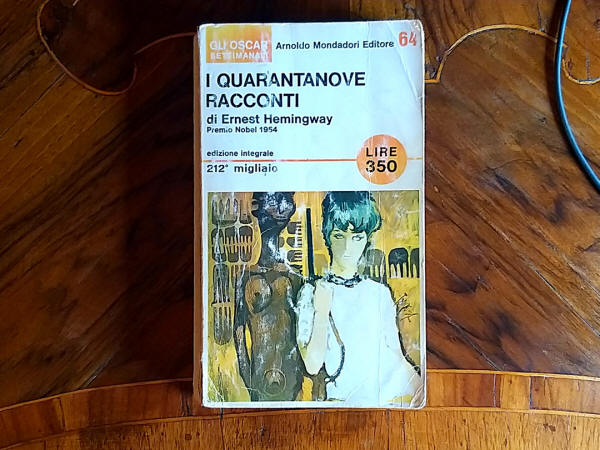 GLI OSCAR
SETTIMANALI
Arnoldo Mondadori Editore 64
I QUARANTANOVE
RACCONTI
di Ernest Hemingway
Premio Nobel 1954
edizione integrale
212° migliaio
LIRE
350